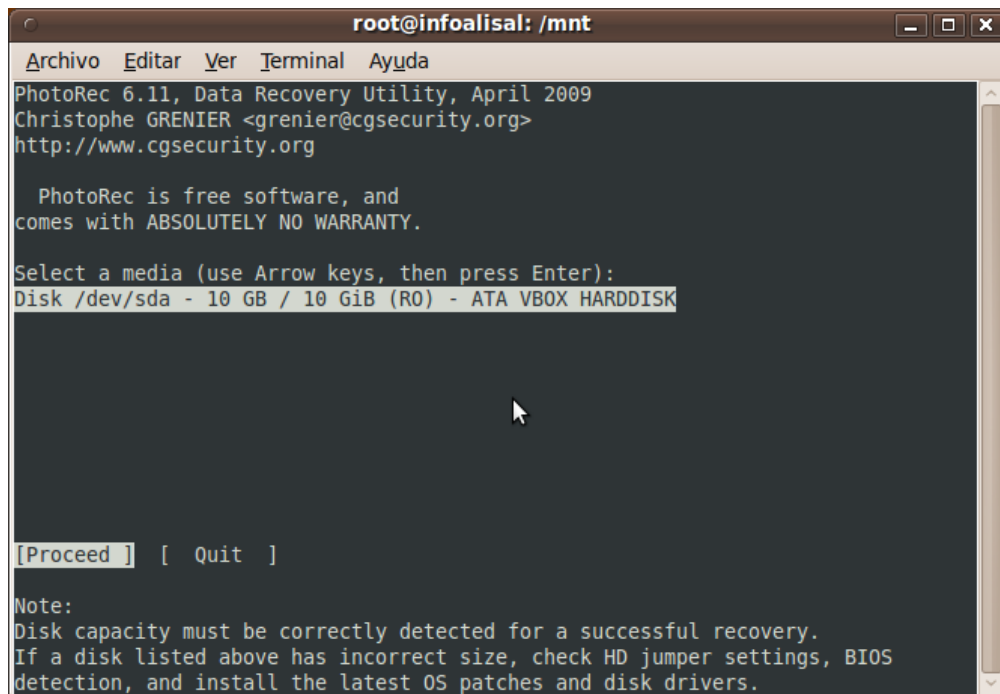 root@infoalisal: /mnt
Archivo Editar Ver Terminal Ayuda
PhotoRec 6.11, Data Recovery Utility, April 2009
Christophe GRENIER <grenier@cgsecurity.org>
http://www.cgsecurity.org
PhotoRec is free software, and
comes with ABSOLUTELY NO WARRANTY.
Select a media (use Arrow keys, then press Enter):
Disk /dev/sda - 10 GB / 10 GiB (RO) - ATA VBOX HARDDISK
[Proceed ] [ Quit ]
Note:
Disk capacity must be correctly detected for a successful recovery.
If a disk listed above has incorrect size, check HD jumper settings, BIOS
detection, and install the latest OS patches and disk drivers.